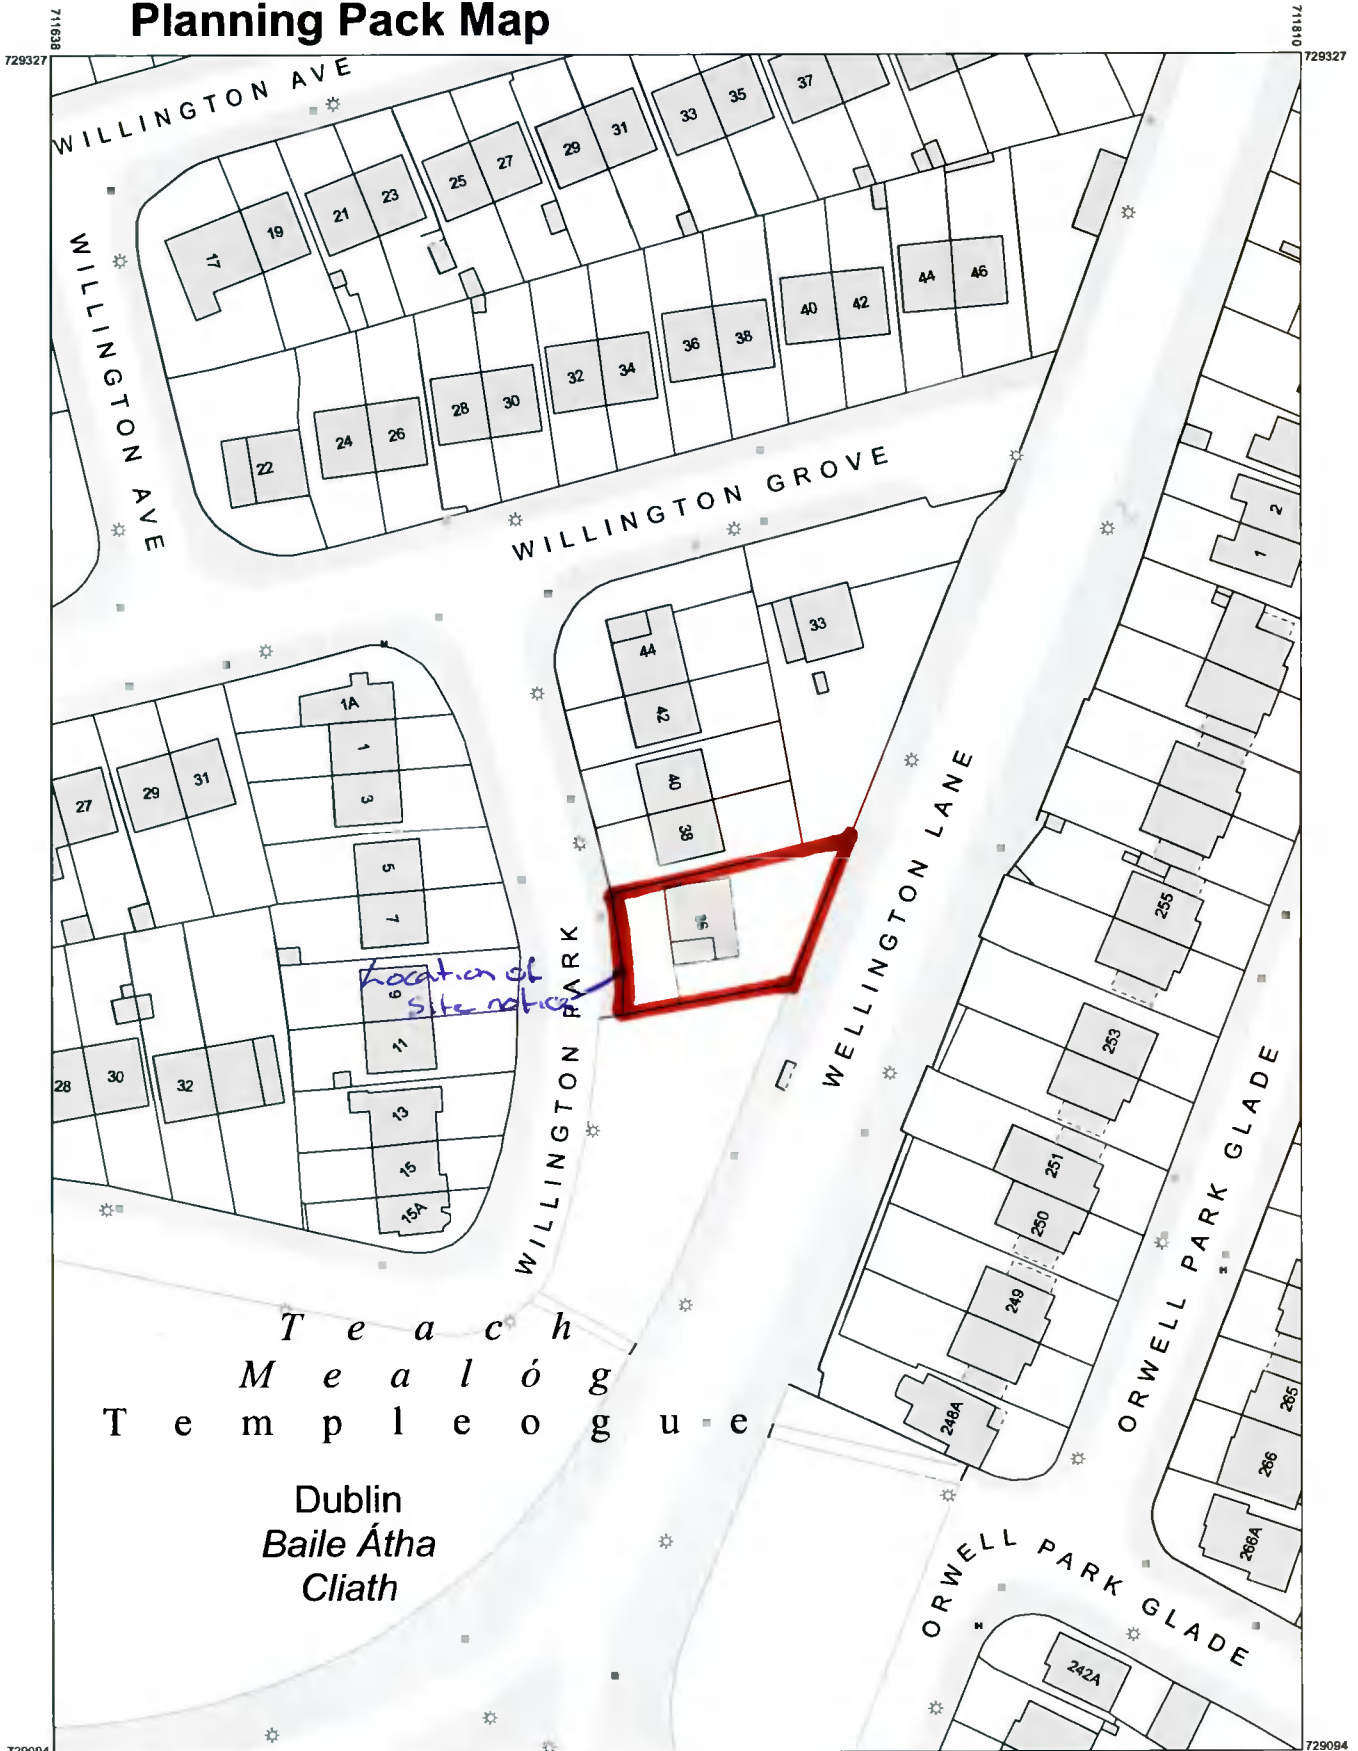 Planning Pack Map
711638
711810
729327
729327
WILLINGTON AVE
37
35
33
31
29
27
25
23
21
19
17
WILLINGTON AVE
46
44
42
40
38
36
34
32
30
28
26
24
22
WILLINGTON GROVE
2
1
33
44
42
40
38
36
1A
1
3
5
7
9
11
13
15
15A
31
29
27
28
30
32
Location of
Site notice
WILLINGTON PARK
WELLINGTON LANE
255
253
251
250
249
248A
ORWELL PARK GLADE
265
266
266A
Teach
Mealóg
Templeogue
Dublin
Baile Átha
Cliath
ORWELL PARK GLADE
242A
729094
729094